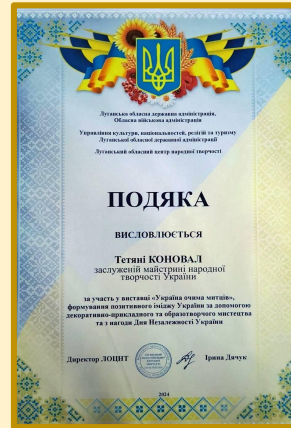 Луганська обласна державна адміністрація,
Обласна військова адміністрація
Управління культури, національностей, релігій та туризму
Луганської обласної державної адміністрації
Луганський обласний центр народної творчості
ПОДЯКА
ВИСЛОВЛЮЄТЬСЯ
Тетяні КОНОВАЛ
заслуженій майстрині народної
творчості України
за участь у виставці «Україна очима митців»,
формування позитивного іміджу України за допомогою
декоративно-прикладного та образотворчого мистецтва
та з нагоди Дня Незалежності України
Директор ЛОЦНТ Ірина Дячук
2024